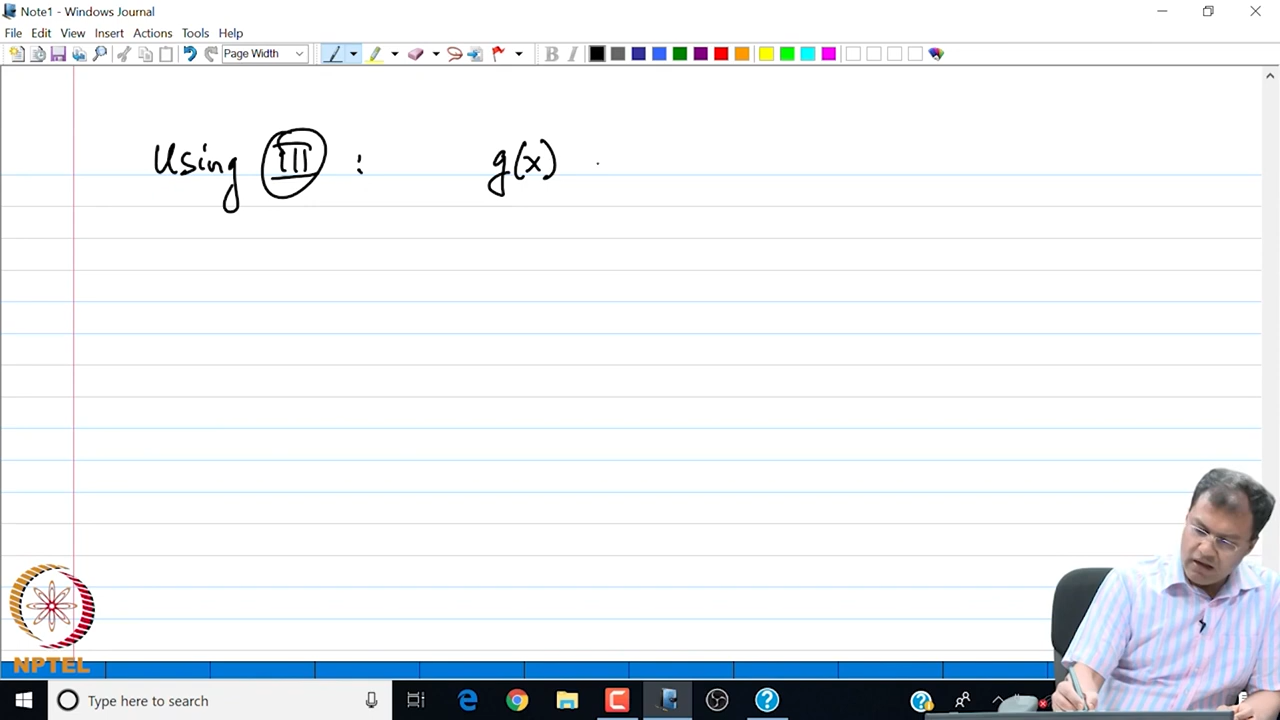 Note1 - Windows Journal
File Edit View Insert Actions Tools Help
Page Width B I
Using III : g(x)
NPTEL
Type here to search